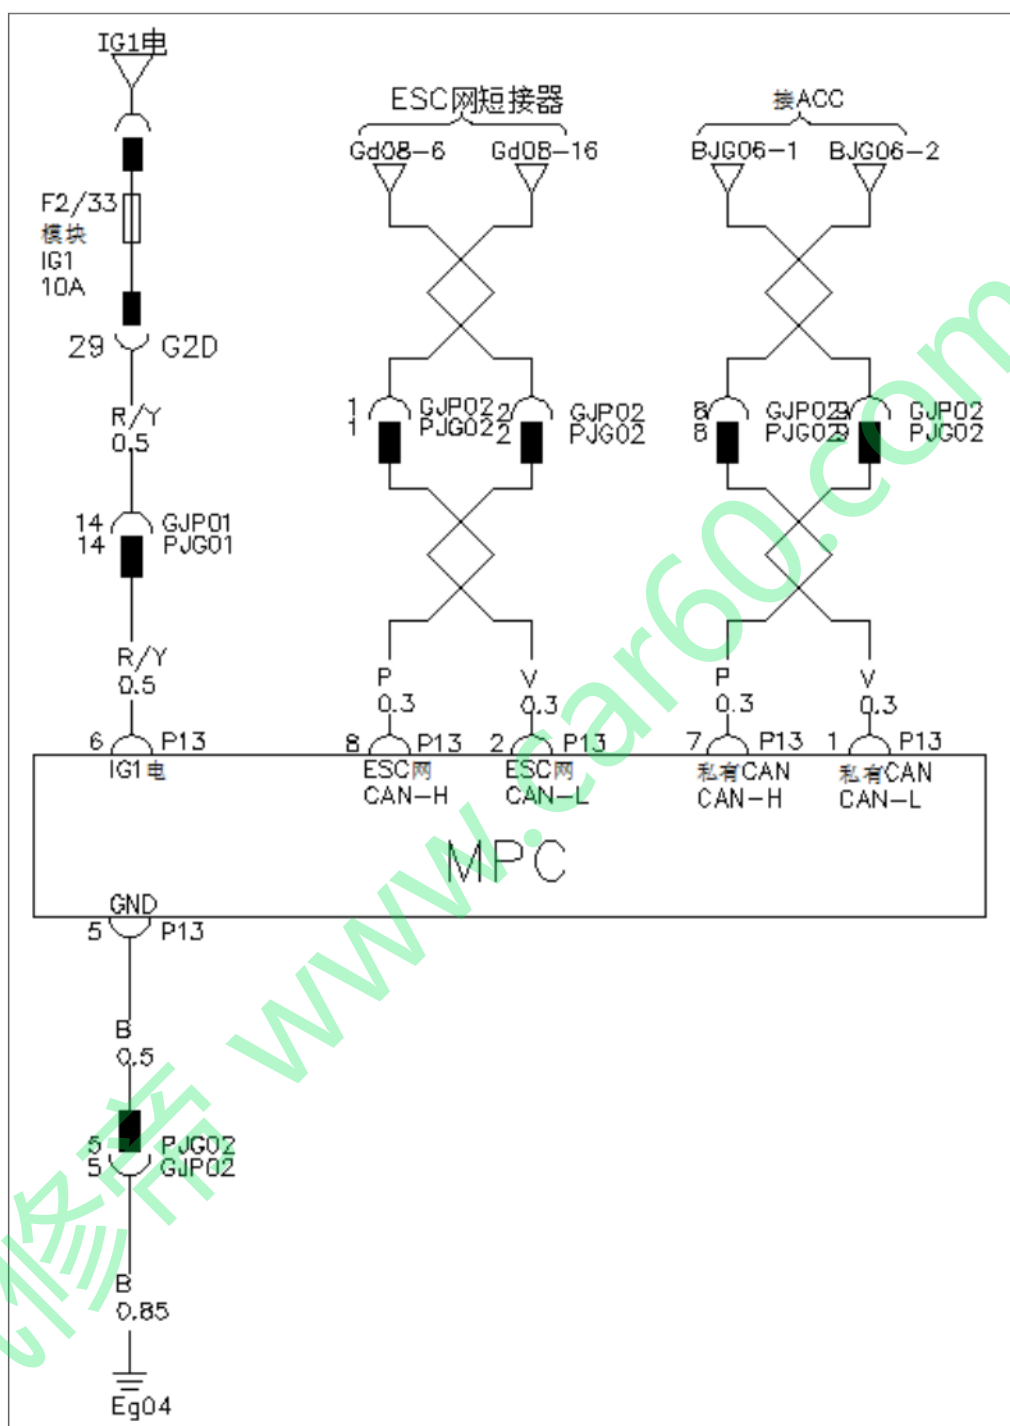 IG1电
ESC网短接器
接ACC
Gd08-6
Gd08-16
BJG06-1
BJG06-2
F2/33
模块
IG1
10A
29 G2D
R/Y
0.5
1 GJP02
1 PJG02
2 GJP02
2 PJG02
8 GJP02
8 PJG02
9 GJP02
9 PJG02
14 GJP01
14 PJG01
R/Y
0.5
P
0.3
V
0.3
P
0.3
V
0.3
6 P13
8 P13
2 P13
7 P13
1 P13
IG1电
ESC网
CAN-H
ESC网
CAN-L
私有CAN
CAN-H
私有CAN
CAN-L
MPC
GND
5 P13
B
0.5
5 PJG02
5 GJP02
B
0.85
Eg04
修帝 www.car60.com